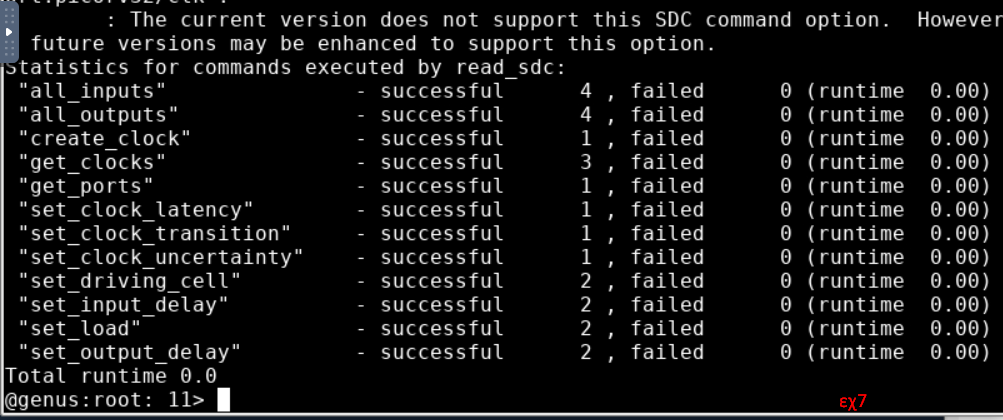 : The current version does not support this SDC command option.  However
future versions may be enhanced to support this option.
Statistics for commands executed by read_sdc:
"all_inputs"               - successful      4 , failed      0 (runtime  0.00)
"all_outputs"              - successful      4 , failed      0 (runtime  0.00)
"create_clock"             - successful      1 , failed      0 (runtime  0.00)
"get_clocks"               - successful      3 , failed      0 (runtime  0.00)
"get_ports"                - successful      1 , failed      0 (runtime  0.00)
"set_clock_latency"        - successful      1 , failed      0 (runtime  0.00)
"set_clock_transition"     - successful      1 , failed      0 (runtime  0.00)
"set_clock_uncertainty"    - successful      1 , failed      0 (runtime  0.00)
"set_driving_cell"         - successful      2 , failed      0 (runtime  0.00)
"set_input_delay"          - successful      2 , failed      0 (runtime  0.00)
"set_load"                 - successful      2 , failed      0 (runtime  0.00)
"set_output_delay"         - successful      2 , failed      0 (runtime  0.00)
Total runtime 0.0
@genus:root: 11>
εχ7